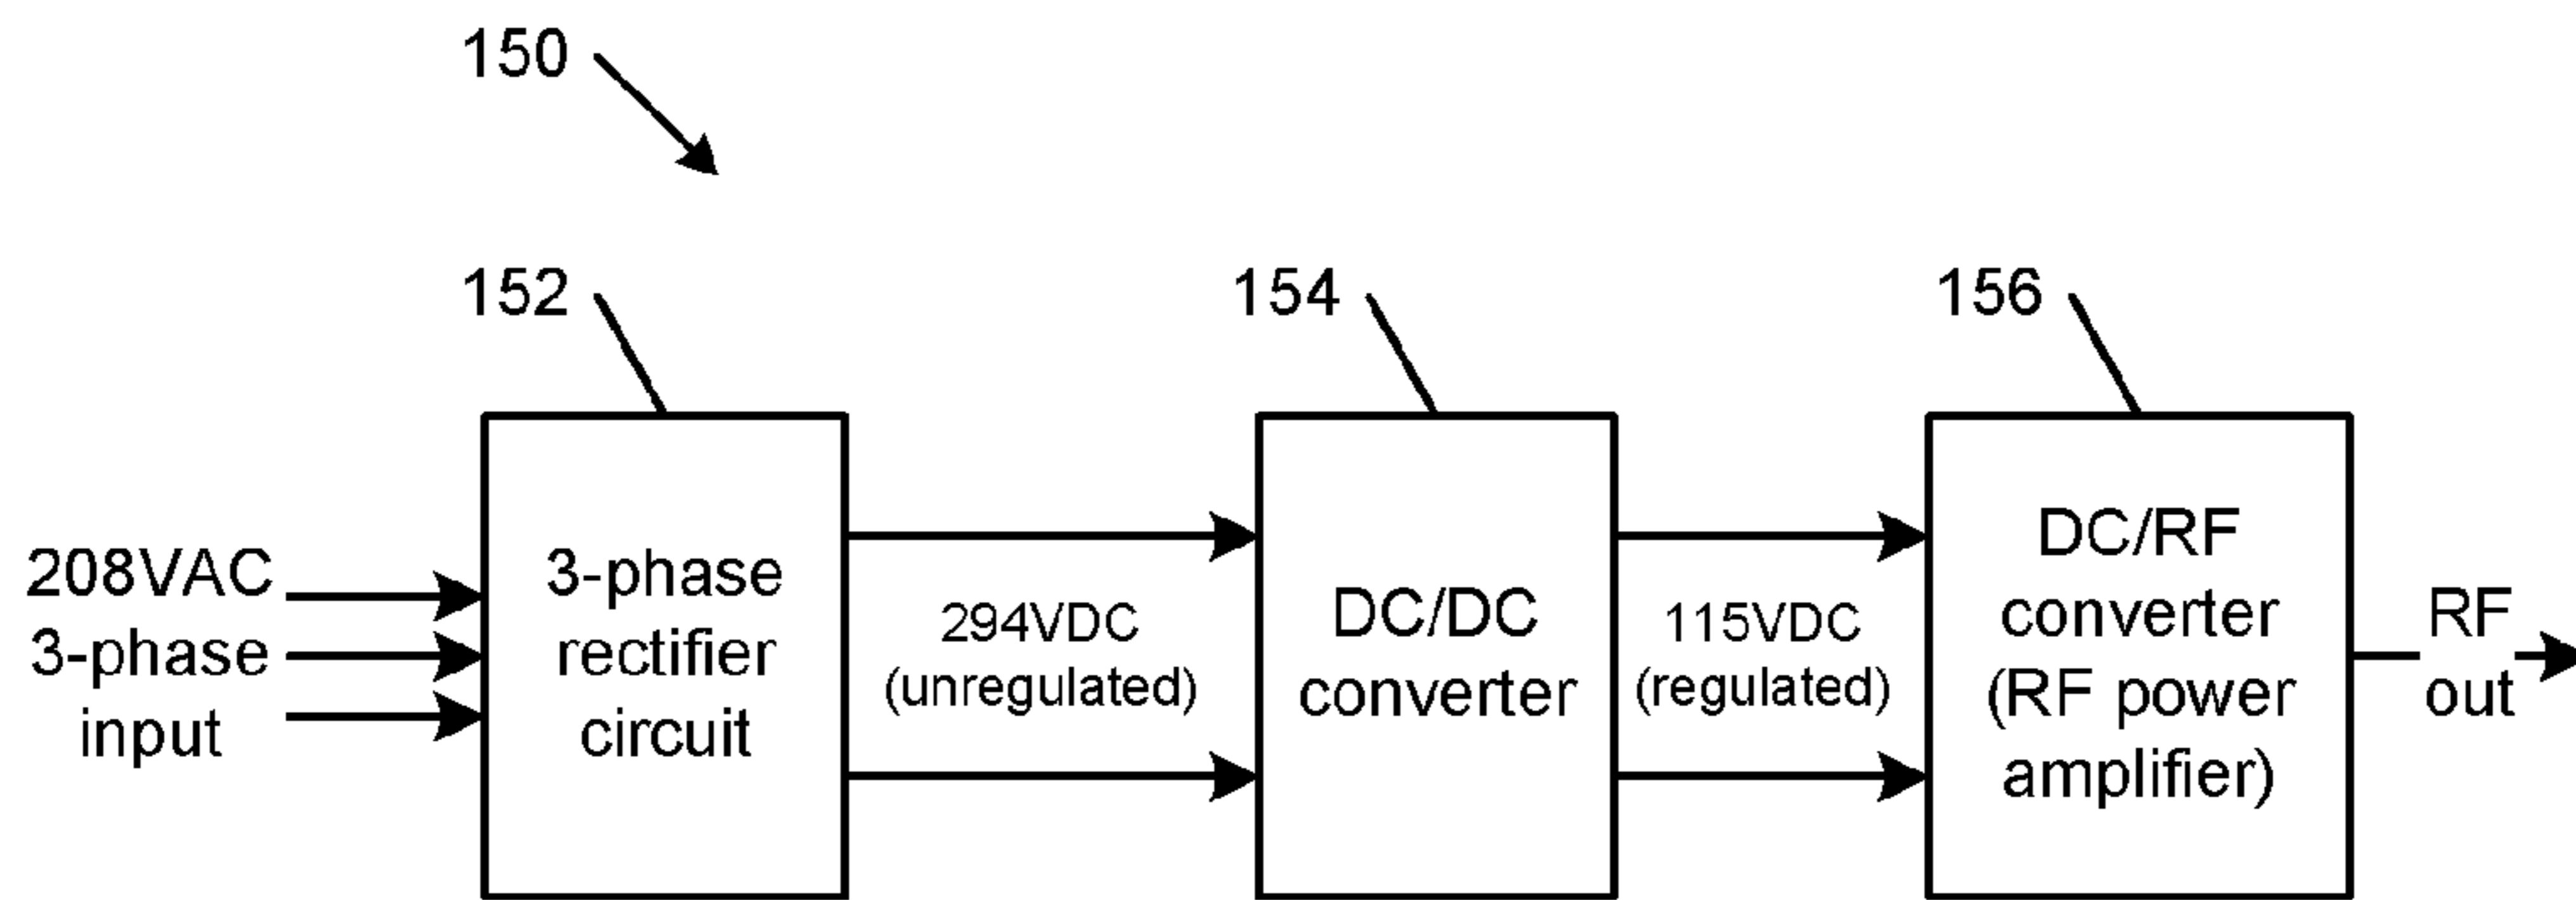 150
152
154
156
208VAC
3-phase
input
3-phase
rectifier
circuit
294VDC
(unregulated)
DC/DC
converter
115VDC
(regulated)
DC/RF
converter
(RF power
amplifier)
RF
out